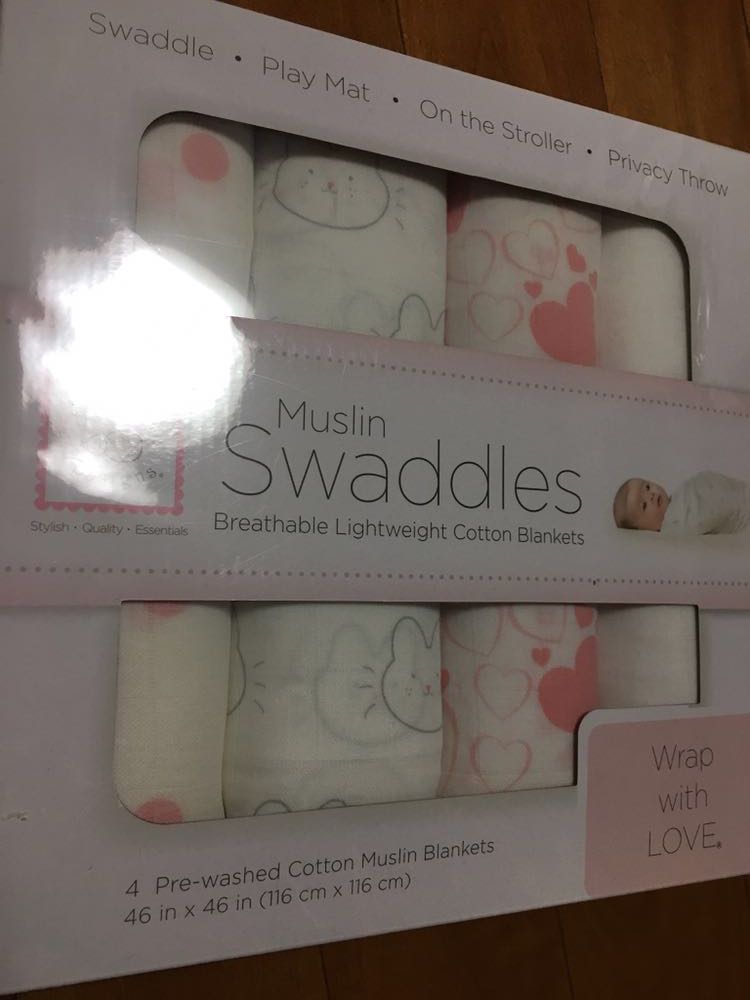 Swaddle • Play Mat • On the Stroller • Privacy Throw
Muslin
Swaddles
Breathable Lightweight Cotton Blankets
Stylish · Quality · Essentials
Wrap
with
LOVE®
4 Pre-washed Cotton Muslin Blankets
46 in x 46 in (116 cm x 116 cm)